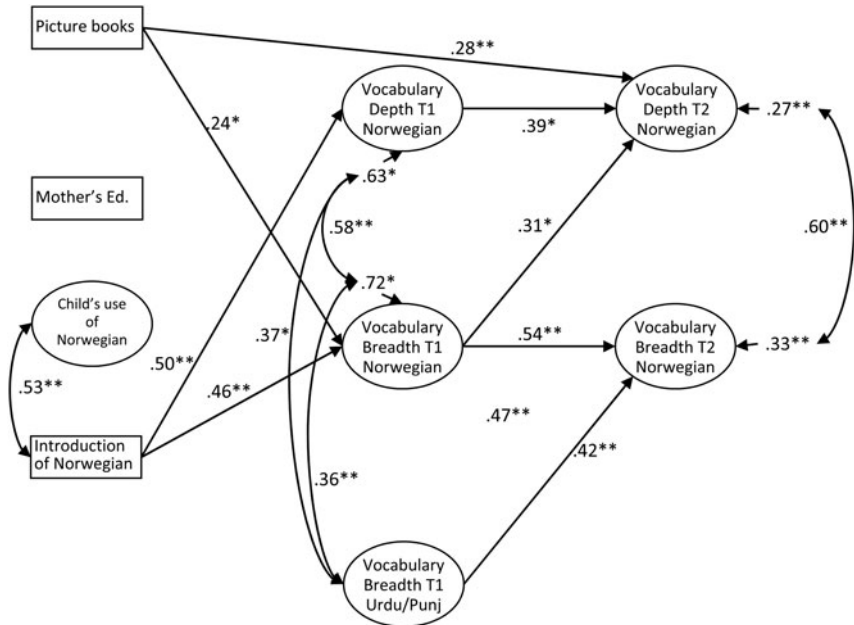 Picture books
.28**
Vocabulary
Depth T1
Norwegian
Vocabulary
Depth T2
Norwegian
.24*
.39*
.27**
.63*
Mother's Ed.
.58**
.31*
.60**
.72*
Child's use
of
Norwegian
.37*
Vocabulary
Breadth T1
Norwegian
.54**
Vocabulary
Breadth T2
Norwegian
.33**
.50**
.53**
.46**
.47**
Introduction
of Norwegian
.36**
.42**
Vocabulary
Breadth T1
Urdu/Punj